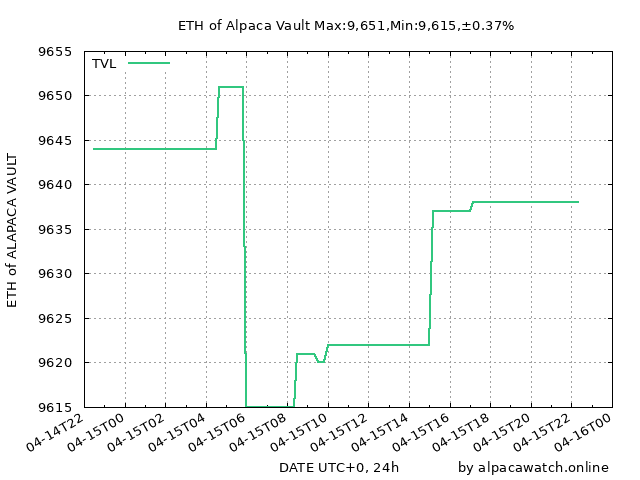 ETH of Alpaca Vault Max:9,651,Min:9,615,±0.37%
TVL
9655
9650
9645
9640
9635
9630
9625
9620
9615
ETH of ALAPACA VAULT
04-14T22
04-15T00
04-15T02
04-15T04
04-15T06
04-15T08
04-15T10
04-15T12
04-15T14
04-15T16
04-15T18
04-15T20
04-15T22
04-16T00
DATE UTC+0, 24h
by alpacawatch.online